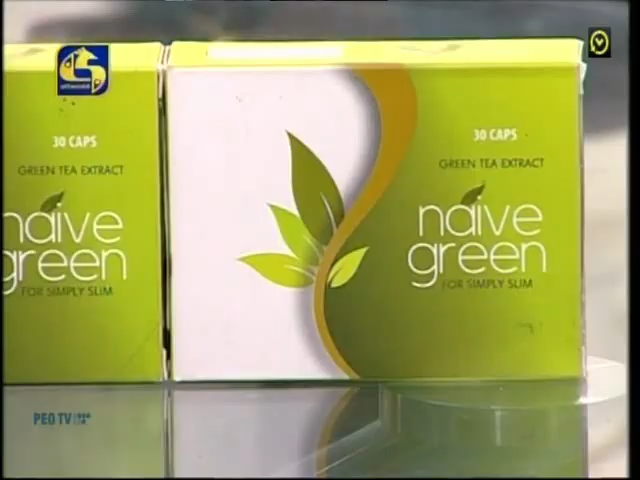 30 CAPS
GREEN TEA EXTRACT
naive
green
FOR SIMPLY SLIM
30 CAPS
GREEN TEA EXTRACT
naive
green
FOR SIMPLY SLIM
PEO TV